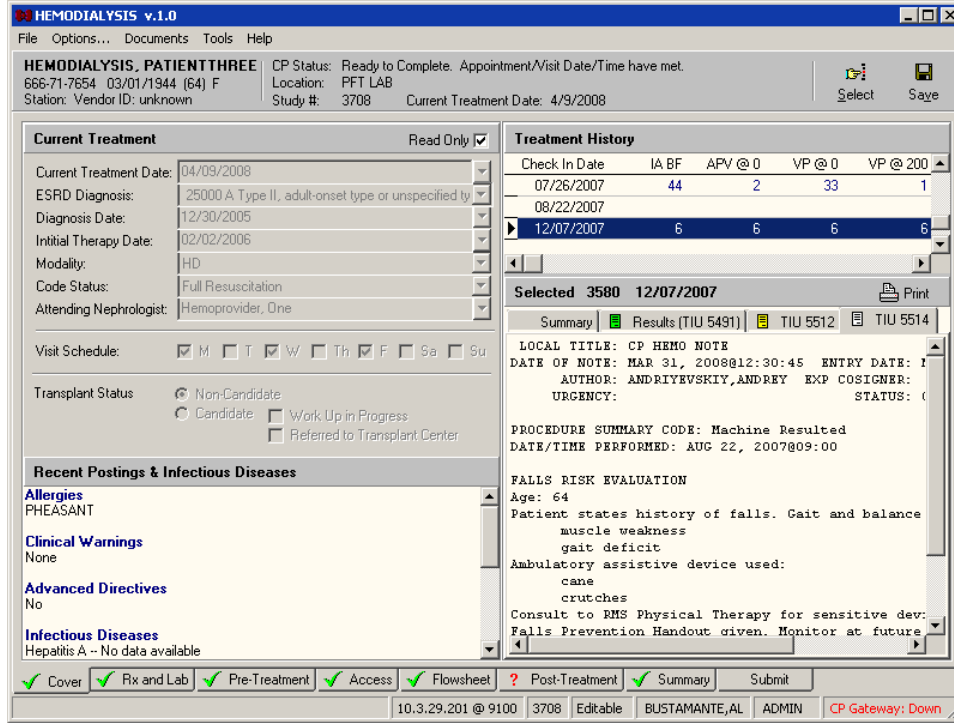 HEMODIALYSIS v.1.0
File Options... Documents Tools Help
HEMODIALYSIS, PATIENTTHREE
666-71-7654 03/01/1944 (64) F
Station: Vendor ID: unknown
CP Status: Ready to Complete. Appointment/Visit Date/Time have met.
Location: PFT LAB
Study #: 3708 Current Treatment Date: 4/9/2008
Select Save
Current Treatment Read Only
Current Treatment Date: 04/09/2008
ESRD Diagnosis: 25000 A Type II, adult-onset type or unspecified ty
Diagnosis Date: 12/30/2005
Intitial Therapy Date: 02/02/2006
Modality: HD
Code Status: Full Resuscitation
Attending Nephrologist: Hemoprovider, One
Visit Schedule: M T W Th F Sa Su
Transplant Status Non-Candidate
Candidate Work Up in Progress
Referred to Transplant Center
Recent Postings & Infectious Diseases
Allergies
PHEASANT
Clinical Warnings
None
Advanced Directives
No
Infectious Diseases
Hepatitis A -- No data available
Treatment History
Check In Date IA BF APV @ 0 VP @ 0 VP @ 200
07/26/2007 44 2 33 1
08/22/2007
12/07/2007 6 6 6 6
Selected 3580 12/07/2007 Print
Summary Results (TIU 5491) TIU 5512 TIU 5514
LOCAL TITLE: CP HEMO NOTE
DATE OF NOTE: MAR 31, 2008@12:30:45 ENTRY DATE:
AUTHOR: ANDRIYEVSKIY,ANDREY EXP COSIGNER:
URGENCY: STATUS:
PROCEDURE SUMMARY CODE: Machine Resulted
DATE/TIME PERFORMED: AUG 22, 2007@09:00
FALLS RISK EVALUATION
Age: 64
Patient states history of falls. Gait and balance
muscle weakness
gait deficit
Ambulatory assistive device used:
cane
crutches
Consult to RMS Physical Therapy for sensitive dev
Falls Prevention Handout given. Monitor at future
Cover Rx and Lab Pre-Treatment Access Flowsheet ? Post-Treatment Summary Submit
10.3.29.201 @ 9100 3708 Editable BUSTAMANTE,AL ADMIN CP Gateway: Down